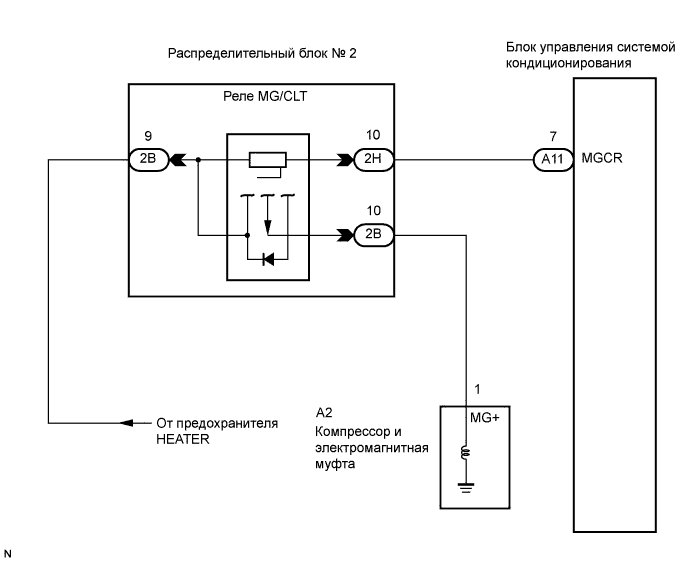 Распределительный блок № 2
Блок управления системой
кондиционирования
Реле MG/CLT
9
2B
10
2H
7
A11
MGCR
10
2B
От предохранителя
HEATER
A2
Компрессор и
электромагнитная
муфта
1
MG+
N